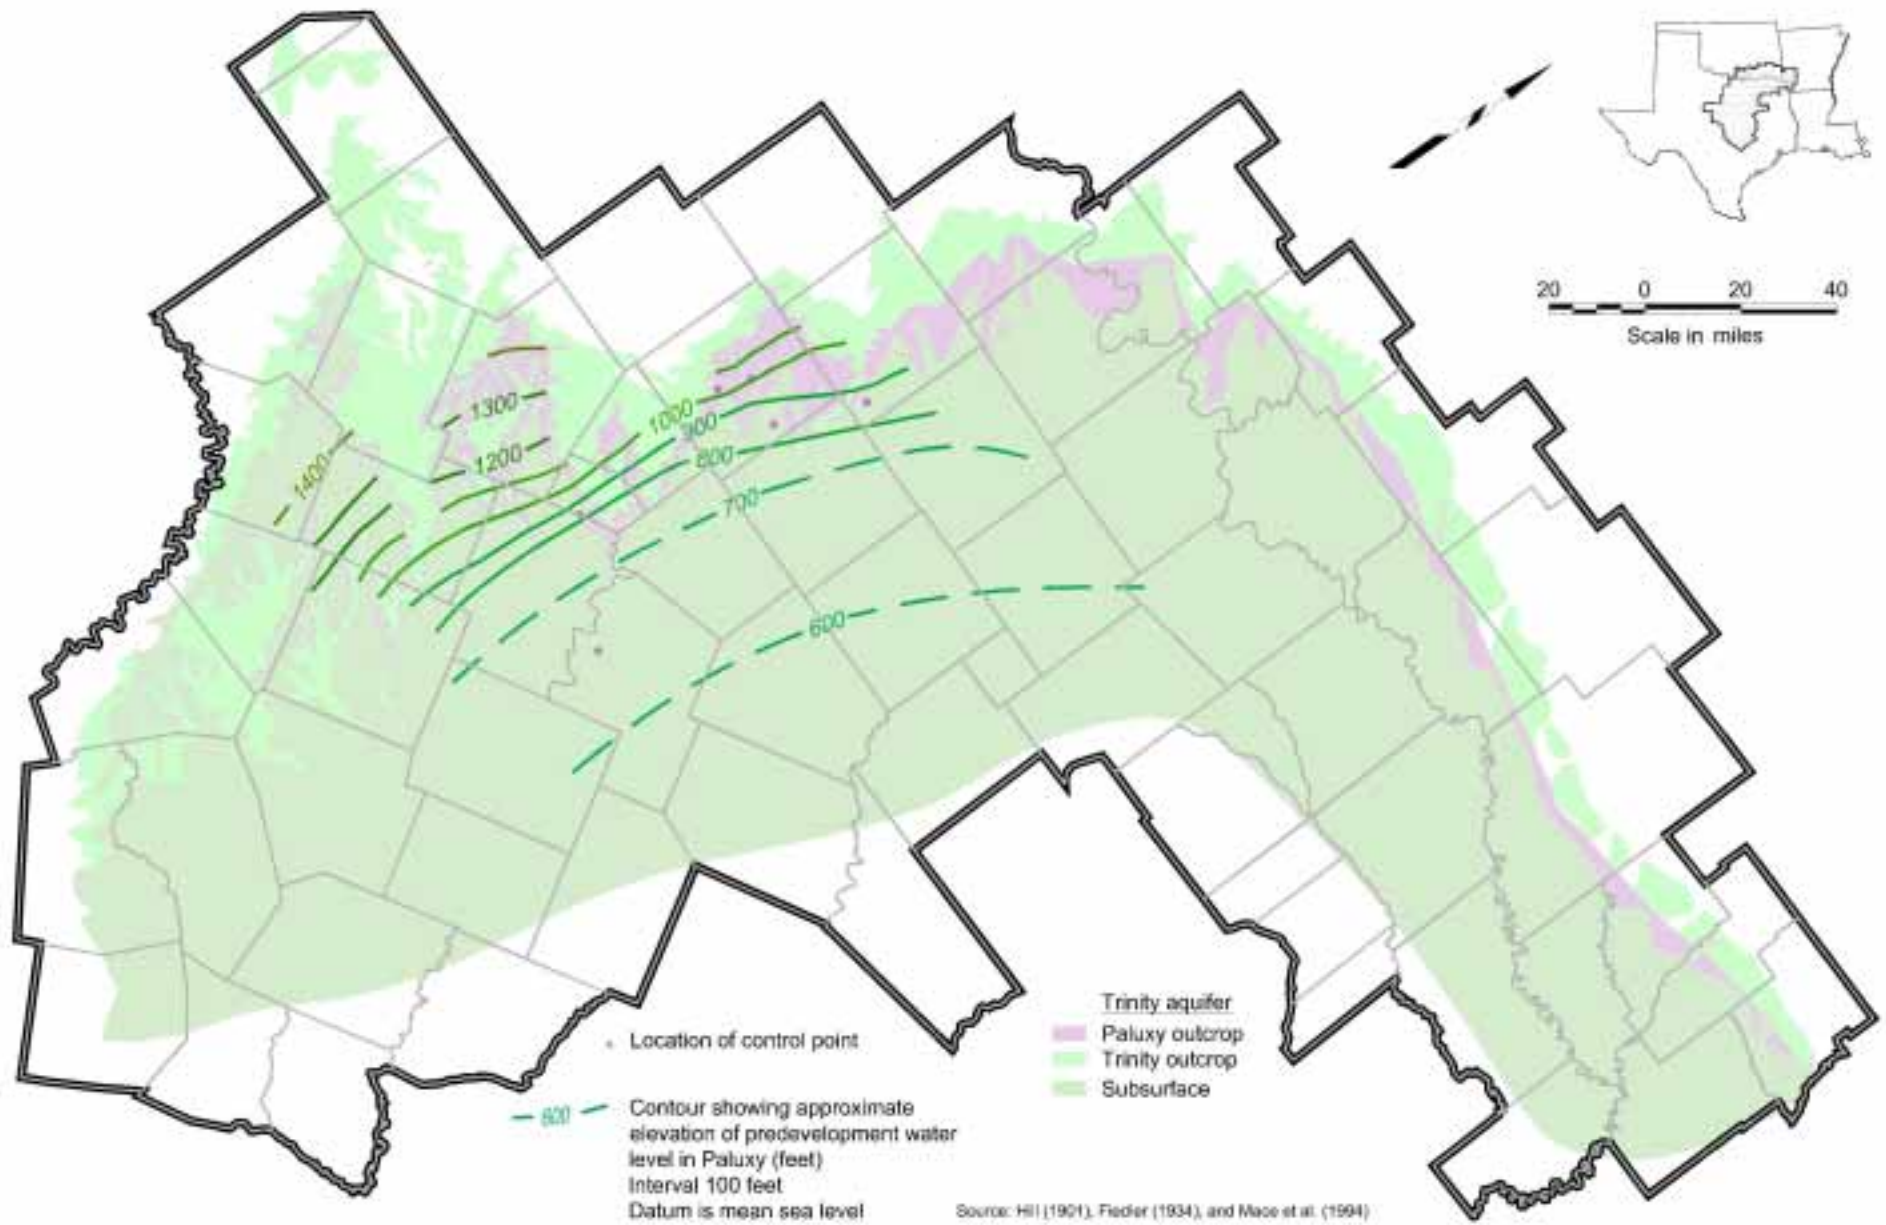 20 0 20 40
Scale in miles
1300
1000
900
1200
800
1400
700
600
Trinity aquifer
Paluxy outcrop
Trinity outcrop
Subsurface
Location of control point
600
Contour showing approximate
elevation of predevelopment water
level in Paluxy (feet)
Interval 100 feet
Datum is mean sea level
Source: Hill (1901), Fiedler (1934), and Mace et al. (1994)